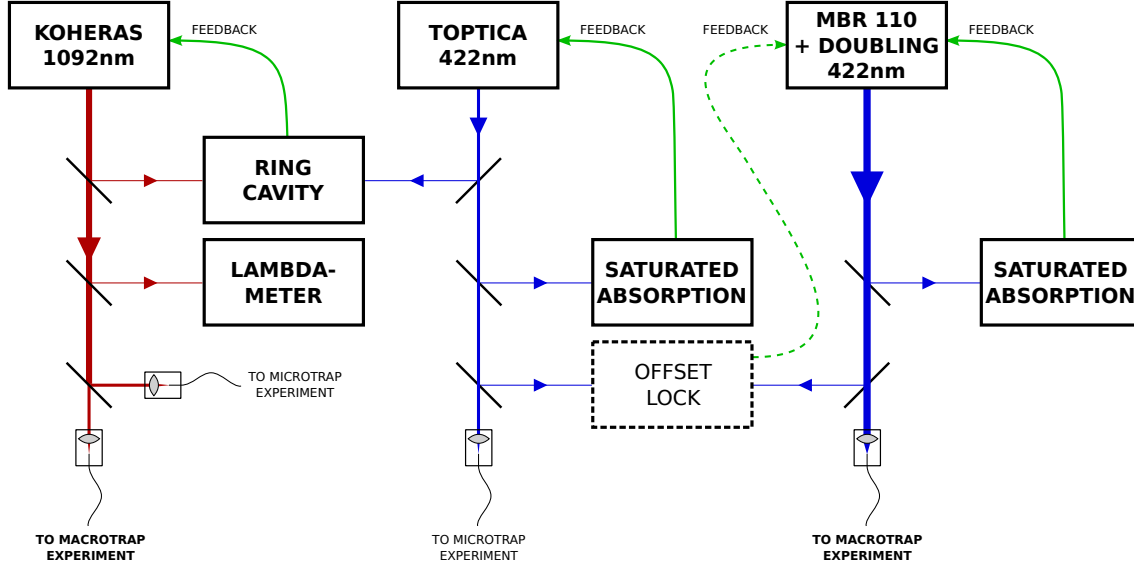 KOHERAS
1092nm
FEEDBACK
TOPTICA
422nm
FEEDBACK
FEEDBACK
MBR 110
+ DOUBLING
422nm
FEEDBACK
RING
CAVITY
LAMBDA-
METER
SATURATED
ABSORPTION
SATURATED
ABSORPTION
OFFSET
LOCK
TO MICROTRAP
EXPERIMENT
TO MACROTRAP
EXPERIMENT
TO MICROTRAP
EXPERIMENT
TO MACROTRAP
EXPERIMENT